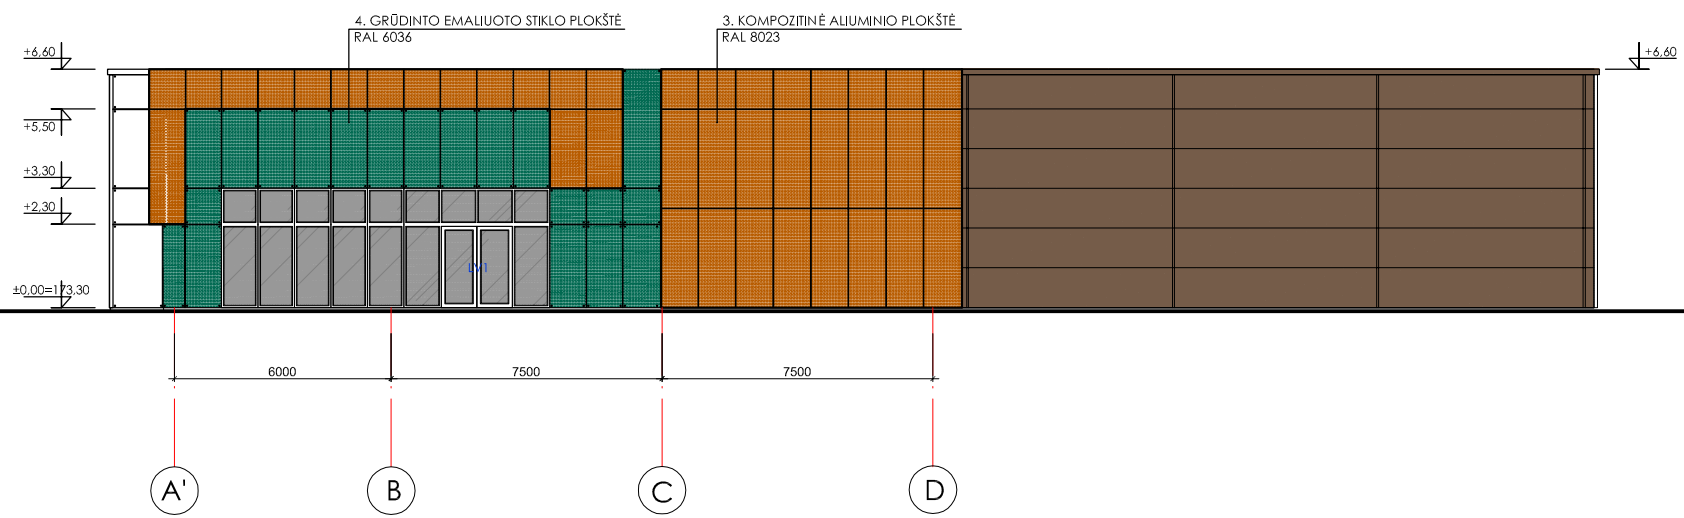 4. GRŪDINTO EMALIUOTO STIKLO PLOKŠTĖ
RAL 6036
3. KOMPOZITINĖ ALIUMINIO PLOKŠTĖ
RAL 8023
+6,60
+6,60
+5,50
+3,30
+2,30
±0,00=173,30
6000
7500
7500
A'
B
C
D